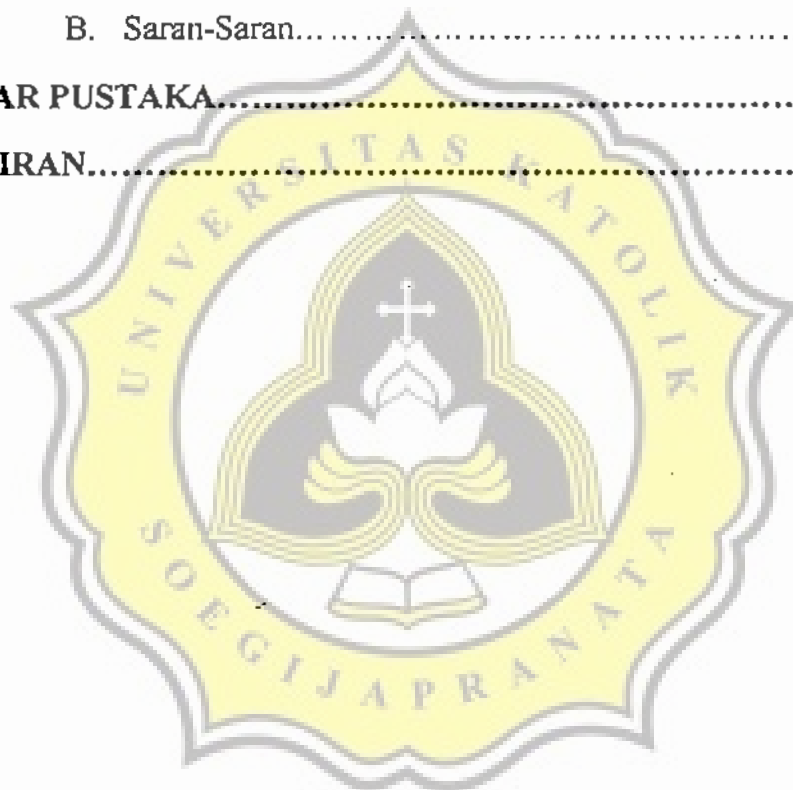 B. Saran-Saran........................................
AR PUSTAKA........................................
IRAN........................................
UNIVERSITAS KATOLIK
SOEGIJAPRANATA